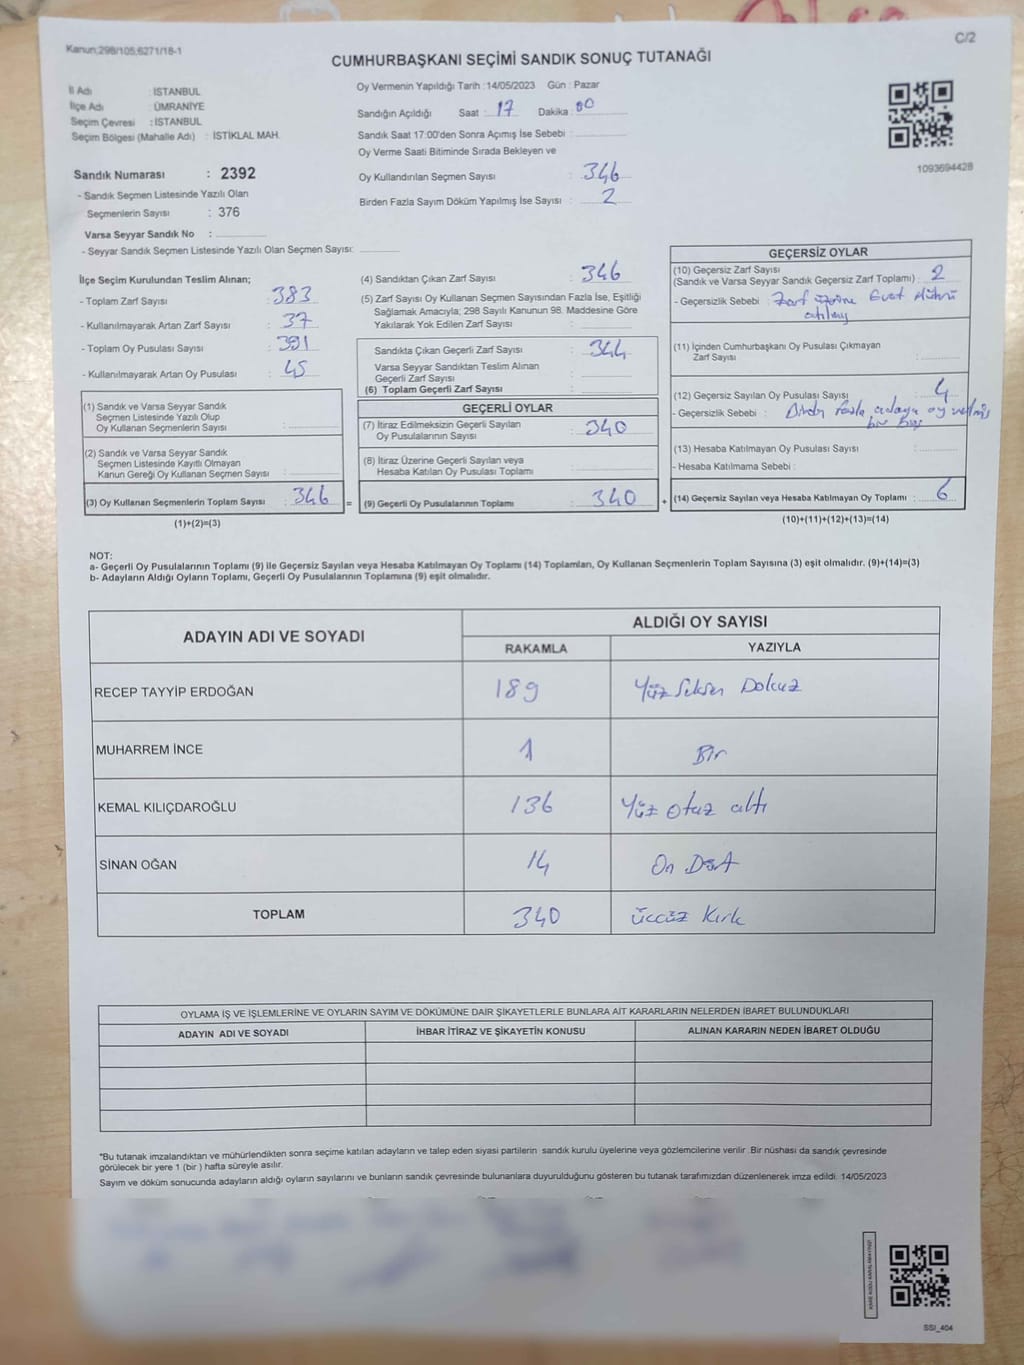 Kanun;298/105,6271/18-1
C/2
CUMHURBAŞKANI SEÇİMİ SANDIK SONUÇ TUTANAĞI
İl Adı : İSTANBUL
İlçe Adı : ÜMRANİYE
Seçim Çevresi : İSTANBUL
Seçim Bölgesi (Mahalle Adı) : İSTİKLAL MAH.
Sandık Numarası : 2392
- Sandık Seçmen Listesinde Yazılı Olan
Seçmenlerin Sayısı : 376
Varsa Seyyar Sandık No :
- Seyyar Sandık Seçmen Listesinde Yazılı Olan Seçmen Sayısı:
Oy Vermenin Yapıldığı Tarih :14/05/2023 Gün : Pazar
Sandığın Açıldığı Saat : 17 Dakika : 00
Sandık Saat 17:00'den Sonra Açımış İse Sebebi :
Oy Verme Saati Bitiminde Sırada Bekleyen ve
Oy Kullandırılan Seçmen Sayısı : 346
Birden Fazla Sayım Döküm Yapılmış İse Sayısı : 2
1093694428
İlçe Seçim Kurulundan Teslim Alınan;
- Toplam Zarf Sayısı : 383
- Kullanılmayarak Artan Zarf Sayısı : 37
- Toplam Oy Pusulası Sayısı : 391
- Kullanılmayarak Artan Oy Pusulası : 45
(1) Sandık ve Varsa Seyyar Sandık
Seçmen Listesinde Yazılı Olup
Oy Kullanan Seçmenlerin Sayısı :
(2) Sandık ve Varsa Seyyar Sandık
Seçmen Listesinde Kayıtlı Olmayan
Kanun Gereği Oy Kullanan Seçmen Sayısı :
(3) Oy Kullanan Seçmenlerin Toplam Sayısı : 346
(1)+(2)=(3)
=
(4) Sandıktan Çıkan Zarf Sayısı : 346
(5) Zarf Sayısı Oy Kullanan Seçmen Sayısından Fazla İse, Eşitliği
Sağlamak Amacıyla; 298 Sayılı Kanunun 98. Maddesine Göre
Yakılarak Yok Edilen Zarf Sayısı :
Sandıkta Çıkan Geçerli Zarf Sayısı : 344
Varsa Seyyar Sandıktan Teslim Alınan
Geçerli Zarf Sayısı :
(6) Toplam Geçerli Zarf Sayısı :
GEÇERLİ OYLAR
(7) İtiraz Edilmeksizin Geçerli Sayılan
Oy Pusulalarının Sayısı : 340
(8) İtiraz Üzerine Geçerli Sayılan veya
Hesaba Katılan Oy Pusulası Toplamı :
(9) Geçerli Oy Pusulalarının Toplamı : 340
+
GEÇERSİZ OYLAR
(10) Geçersiz Zarf Sayısı
(Sandık ve Varsa Seyyar Sandık Geçersiz Zarf Toplamı) : 2
- Geçersizlik Sebebi : Zarf üzerine Evet Mührü
atılmış
(11) İçinden Cumhurbaşkanı Oy Pusulası Çıkmayan
Zarf Sayısı :
(12) Geçersiz Sayılan Oy Pusulası Sayısı : 4
- Geçersizlik Sebebi : Birden fazla adaya oy
(13) Hesaba Katılmayan Oy Pusulası Sayısı :
- Hesaba Katılmama Sebebi :
(14) Geçersiz Sayılan veya Hesaba Katılmayan Oy Toplamı : 6
(10)+(11)+(12)+(13)=(14)
NOT:
a- Geçerli Oy Pusulalarının Toplamı (9) ile Geçersiz Sayılan veya Hesaba Katılmayan Oy Toplamı (14) Toplamları, Oy Kullanan Seçmenlerin Toplam Sayısına (3) eşit olmalıdır. (9)+(14)=(3)
b- Adayların Aldığı Oyların Toplamı, Geçerli Oy Pusulalarının Toplamına (9) eşit olmalıdır.
ADAYIN ADI VE SOYADI
ALDIĞI OY SAYISI
RAKAMLA YAZIYLA
RECEP TAYYİP ERDOĞAN 189 Yüz Seksen Dokuz
MUHARREM İNCE 1 Bir
KEMAL KILIÇDAROĞLU 136 Yüz otuz altı
SİNAN OĞAN 14 On Dört
TOPLAM 340 üççüz Kırk
OYLAMA İŞ VE İŞLEMLERİNE VE OYLARIN SAYIM VE DÖKÜMÜNE DAİR ŞİKAYETLERLE BUNLARA AİT KARARLARIN NELERDEN İBARET BULUNDUKLARI
ADAYIN ADI VE SOYADI İHBAR İTİRAZ VE ŞİKAYETİN KONUSU ALINAN KARARIN NEDEN İBARET OLDUĞU
*Bu tutanak imzalandıktan ve mühürlendikten sonra seçime katılan adayların ve talep eden siyasi partilerin sandık kurulu üyelerine veya gözlemcilerine verilir .Bir nüshası da sandık çevresinde
görülecek bir yere 1 (bir ) hafta süreyle asılır.
Sayım ve döküm sonucunda adayların aldığı oyların sayılarını ve bunların sandık çevresinde bulunanlara duyurulduğunu gösteren bu tutanak tarafımızdan düzenlenerek imza edildi. 14/05/2023
SSI_404